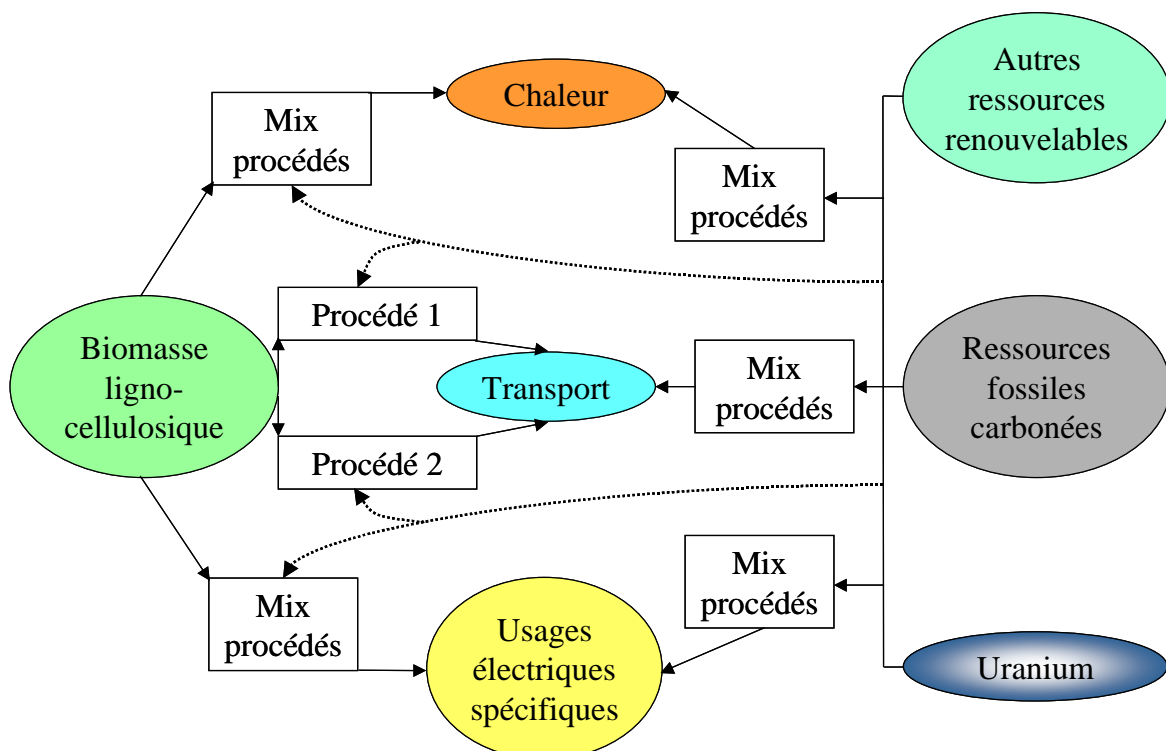 Chaleur
Autres
ressources
renouvelables
Mix
procédés
Mix
procédés
Procédé 1
Biomasse
ligno-
cellulosique
Transport
Mix
procédés
Ressources
fossiles
carbonées
Procédé 2
Mix
procédés
Mix
procédés
Usages
électriques
spécifiques
Uranium